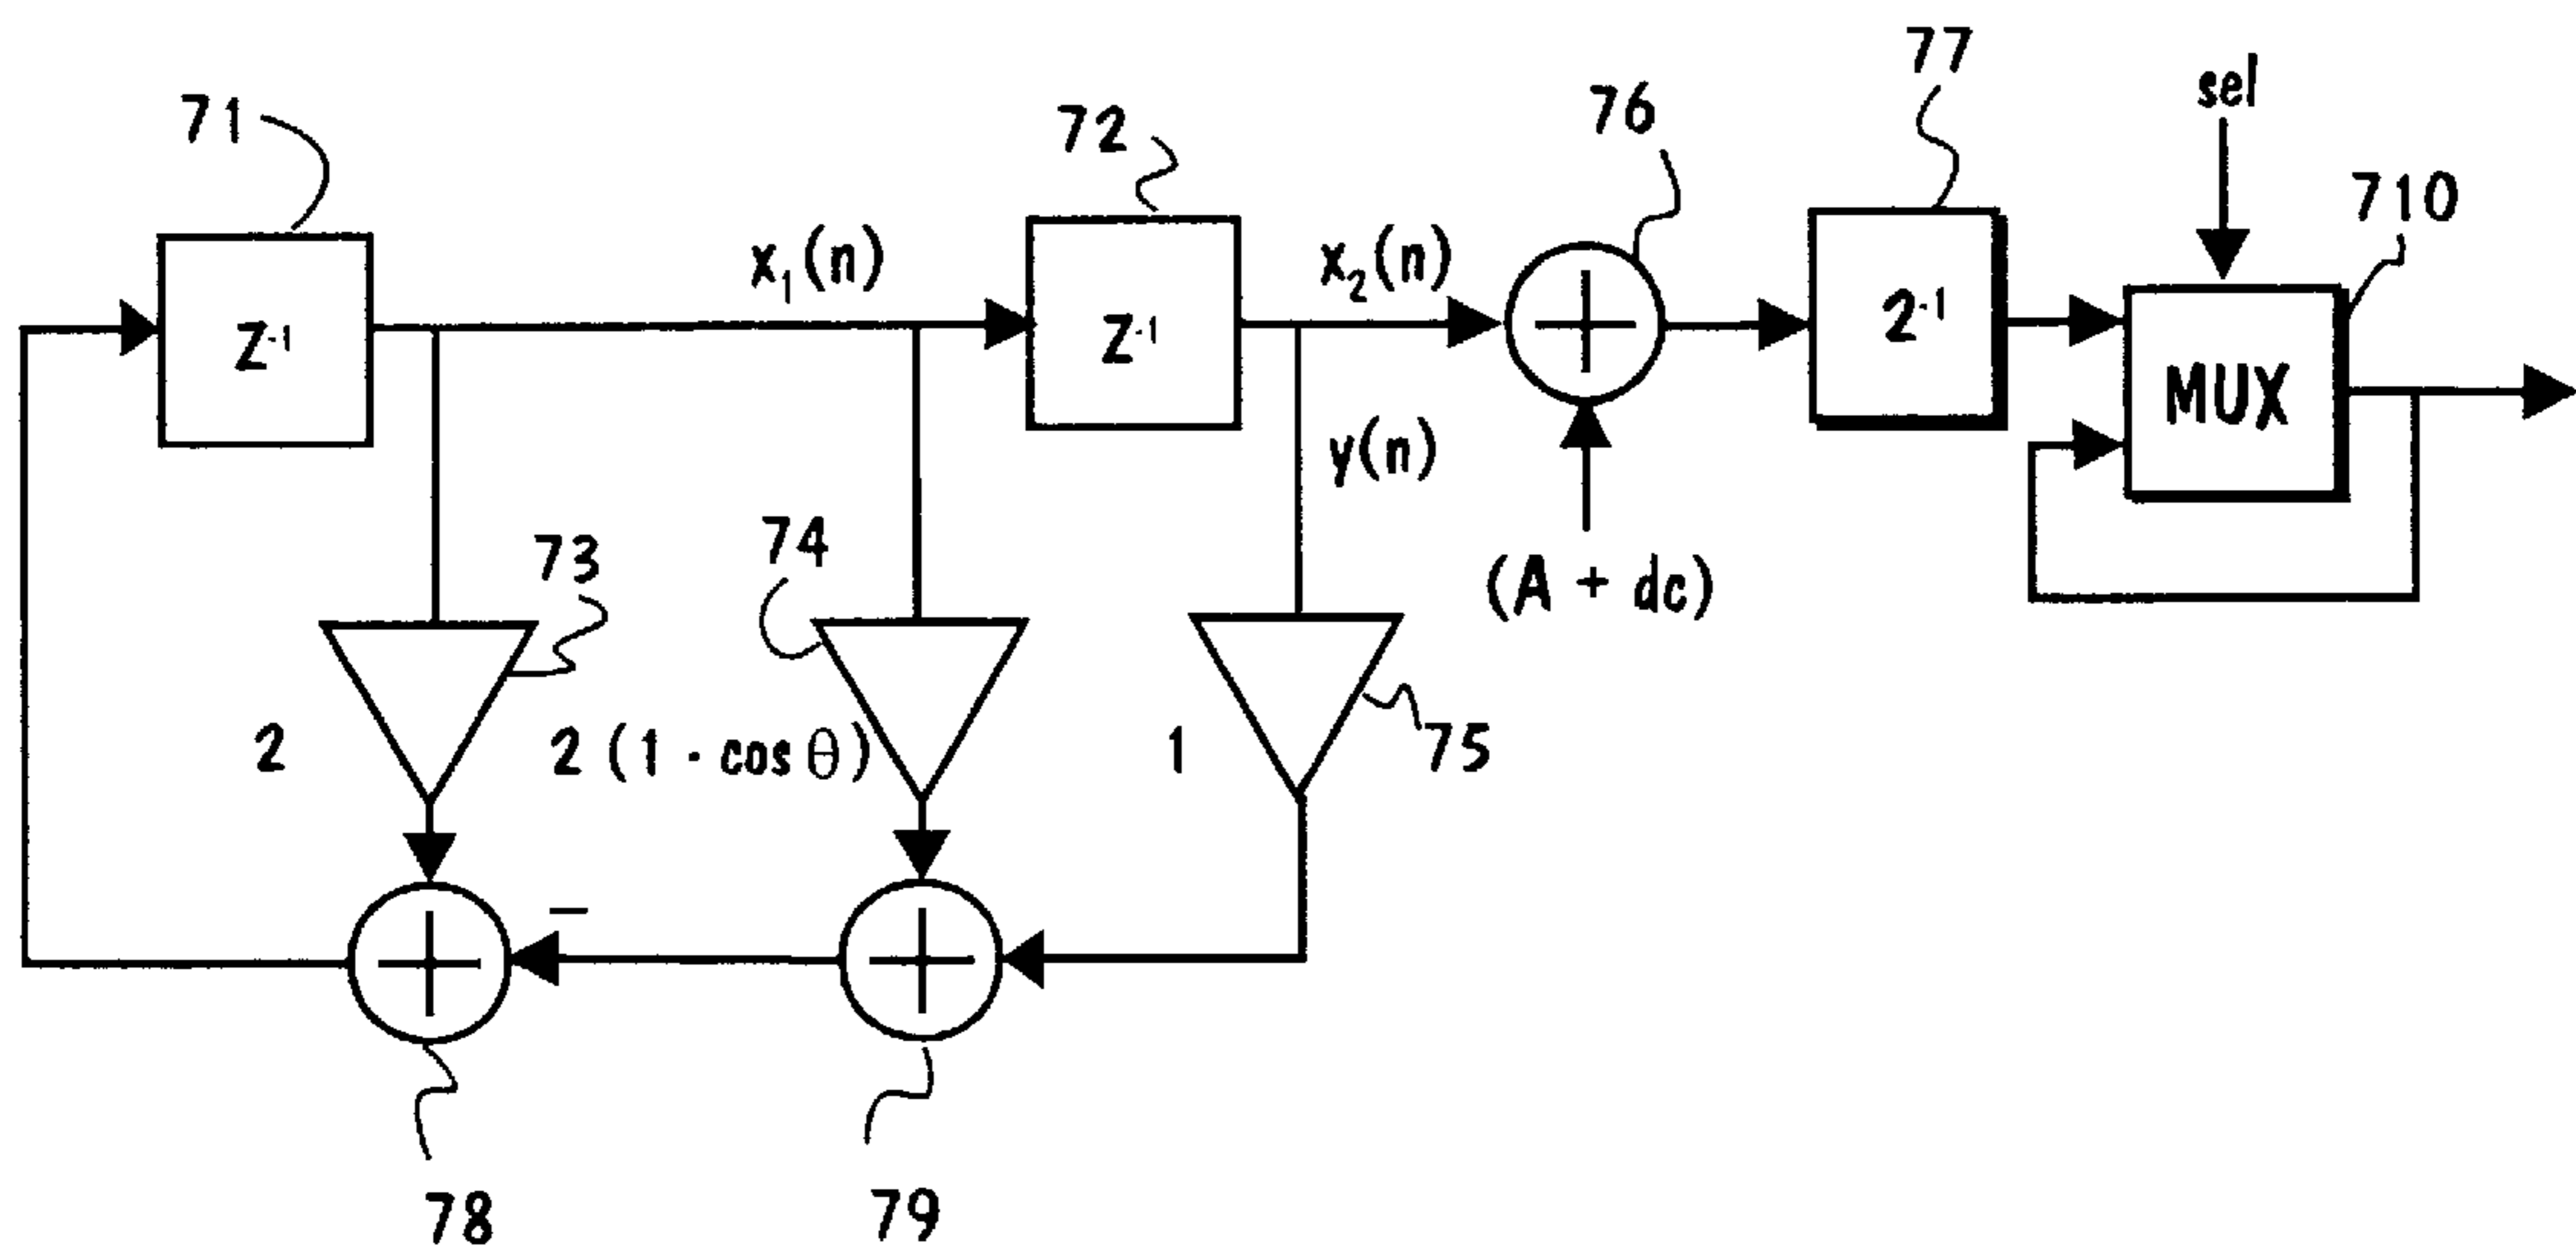 71
72
76
77
sel
710
x₁(n)
x₂(n)
Z⁻¹
Z⁻¹
2⁻¹
MUX
y(n)
(A + dc)
73
74
75
2
2 (1 - cos θ)
1
−
78
79